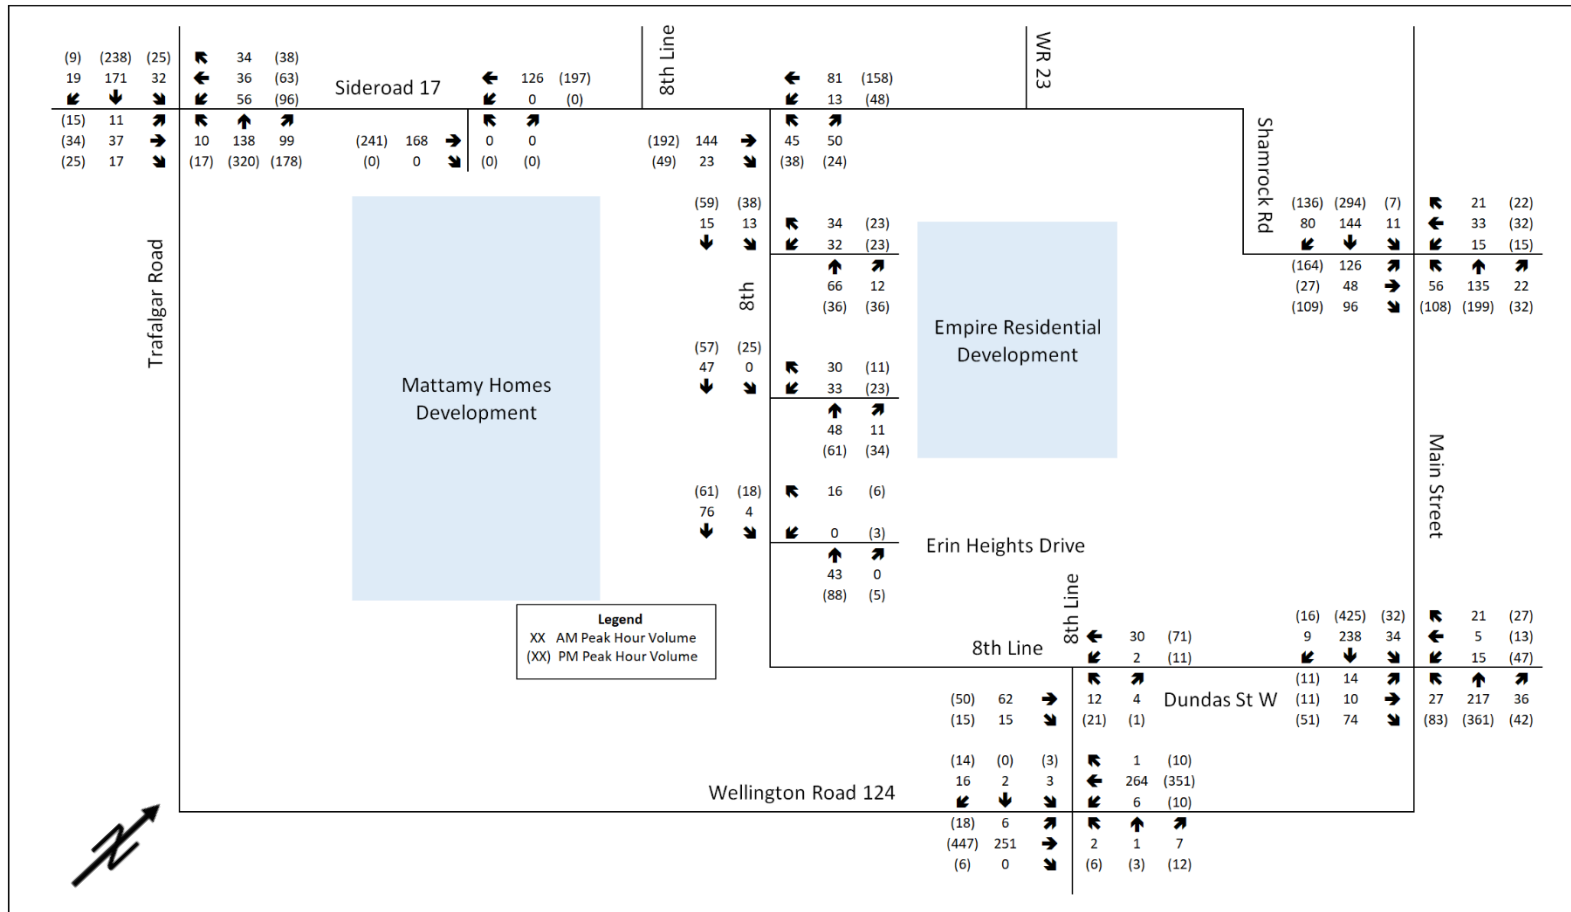 (9) (238) (25) 34 (38)
19 171 32 36 (63)
56 (96)
(15) 11
(34) 37 10 138 99
(25) 17 (17) (320) (178)
Sideroad 17
126 (197)
0 (0)
(241) 168 0 0
(0) 0 (0) (0)
8th Line
81 (158)
13 (48)
(192) 144 45 50
(49) 23 (38) (24)
WR 23
Shamrock Rd
(136) (294) (7) 21 (22)
80 144 11 33 (32)
15 (15)
(164) 126
(27) 48 56 135 22
(109) 96 (108) (199) (32)
Trafalgar Road
Mattamy Homes
Development
(59) (38)
15 13 34 (23)
32 (23)
66 12
(36) (36)
8th
Empire Residential
Development
(57) (25)
47 0 30 (11)
33 (23)
48 11
(61) (34)
(61) (18) 16 (6)
76 4
0 (3)
43 0
(88) (5)
Erin Heights Drive
Main Street
Legend
XX AM Peak Hour Volume
(XX) PM Peak Hour Volume
8th Line
8th Line
30 (71)
2 (11)
(50) 62 12 4
(15) 15 (21) (1)
Dundas St W
(16) (425) (32) 21 (27)
9 238 34 5 (13)
15 (47)
(11) 14
(11) 10 27 217 36
(51) 74 (83) (361) (42)
Wellington Road 124
(14) (0) (3) 1 (10)
16 2 3 264 (351)
6 (10)
(18) 6
(447) 251 2 1 7
(6) 0 (6) (3) (12)
N